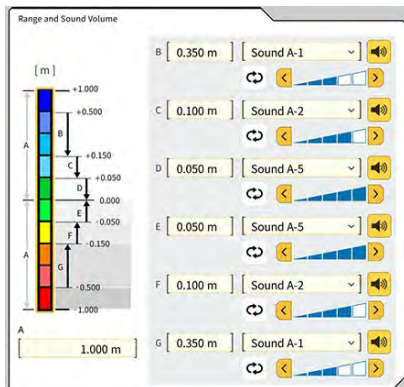 Range and Sound Volume
[m]
+1.000
+0.500
+0.150
+0.050
0.000
-0.050
-0.150
-0.500
-1.000
A
A
B
C
D
E
F
G
A
[ 1.000 m ]
B [ 0.350 m ] [ Sound A-1 ]
C [ 0.100 m ] [ Sound A-2 ]
D [ 0.050 m ] [ Sound A-5 ]
E [ 0.050 m ] [ Sound A-5 ]
F [ 0.100 m ] [ Sound A-2 ]
G [ 0.350 m ] [ Sound A-1 ]